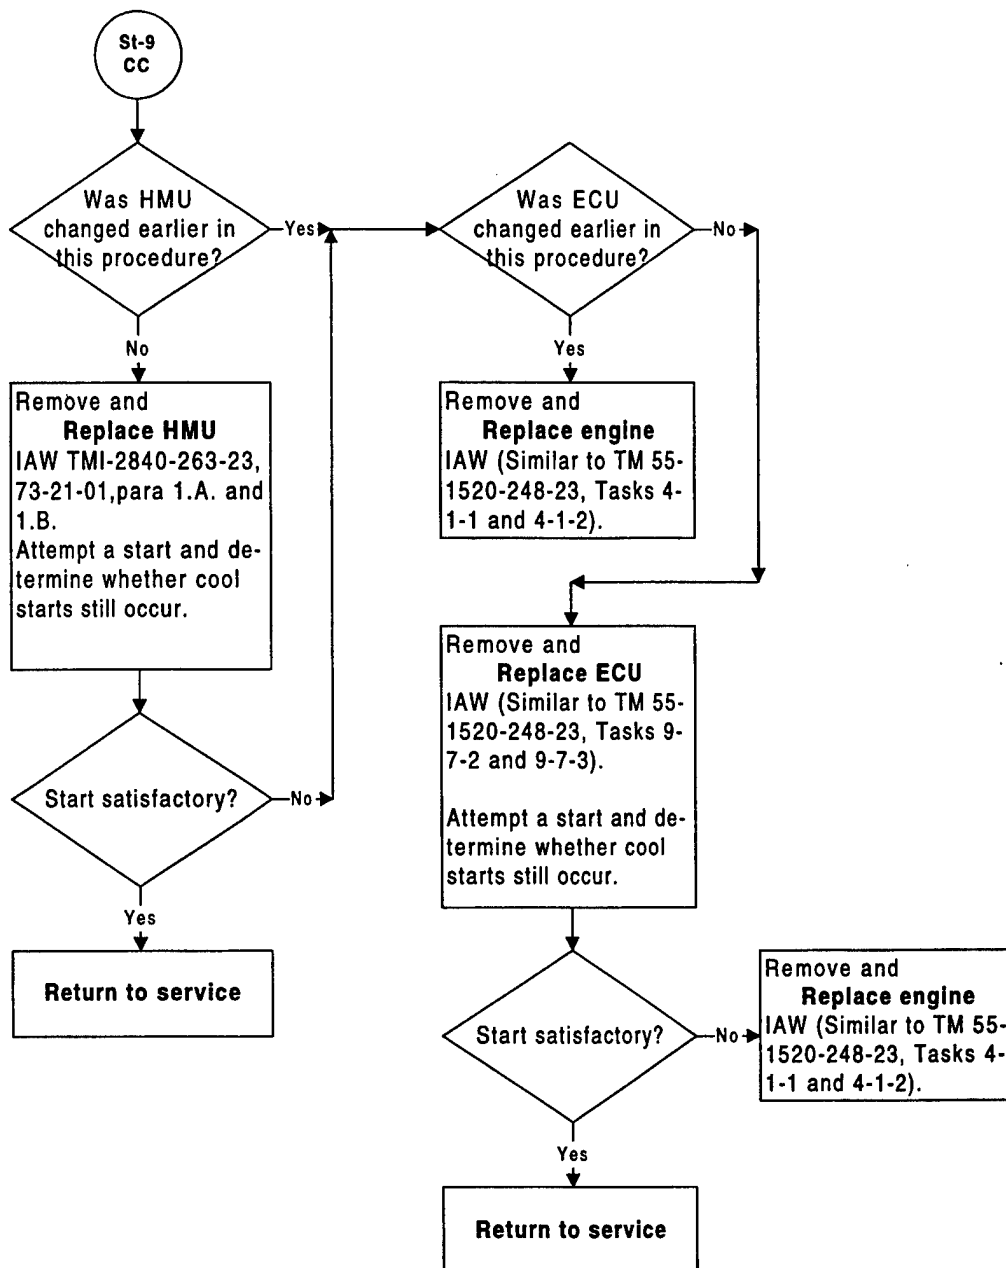 St-9
CC
Was HMU
changed earlier in
this procedure?
Yes
No
Remove and
Replace HMU
IAW TMI-2840-263-23,
73-21-01,para 1.A. and
1.B.
Attempt a start and de-
termine whether cool
starts still occur.
Start satisfactory?
No
Yes
Return to service
Was ECU
changed earlier in
this procedure?
No
Yes
Remove and
Replace engine
IAW (Similar to TM 55-
1520-248-23, Tasks 4-
1-1 and 4-1-2).
Remove and
Replace ECU
IAW (Similar to TM 55-
1520-248-23, Tasks 9-
7-2 and 9-7-3).
Attempt a start and de-
termine whether cool
starts still occur.
Start satisfactory?
No
Remove and
Replace engine
IAW (Similar to TM 55-
1520-248-23, Tasks 4-
1-1 and 4-1-2).
Yes
Return to service